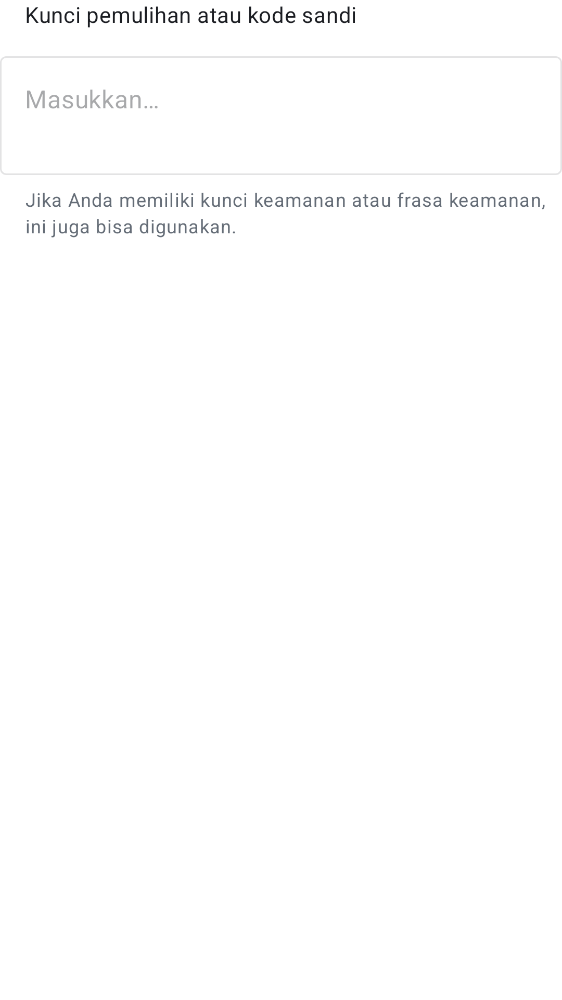 Kunci pemulihan atau kode sandi
Masukkan…
Jika Anda memiliki kunci keamanan atau frasa keamanan,
ini juga bisa digunakan.